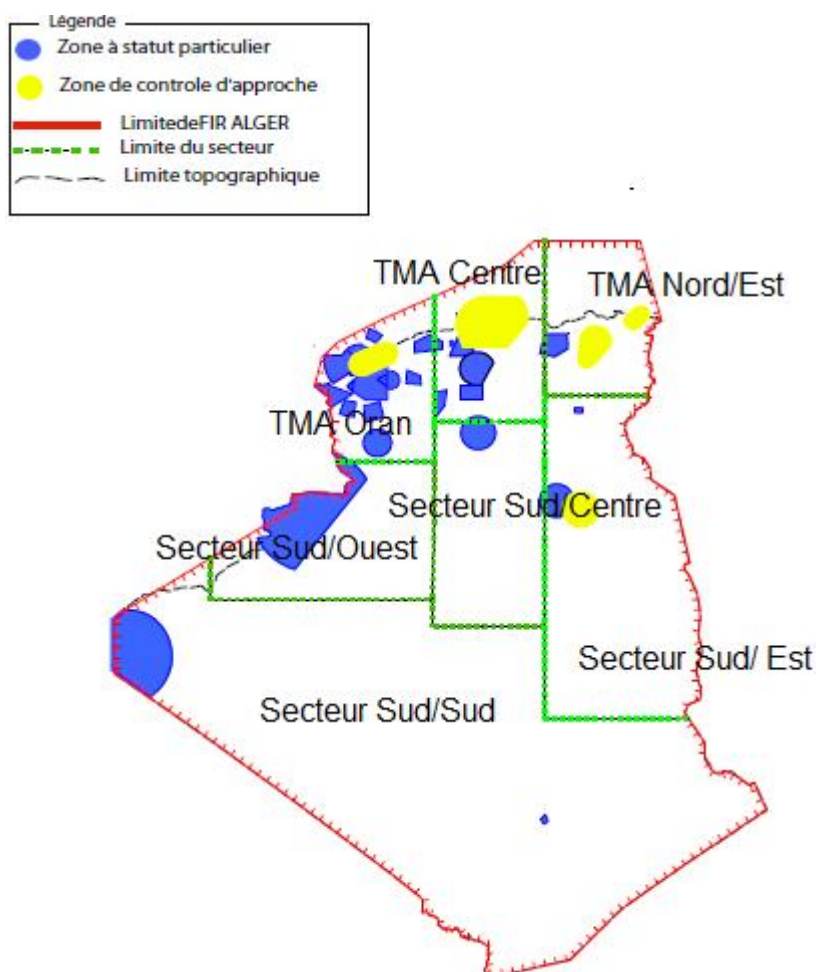 Légende
Zone à statut particulier
Zone de controle d'approche
LimitedeFIR ALGER
Limite du secteur
Limite topographique
TMA Centre
TMA Nord/Est
TMA Oran
Secteur Sud/Centre
Secteur Sud/Ouest
Secteur Sud/ Est
Secteur Sud/Sud